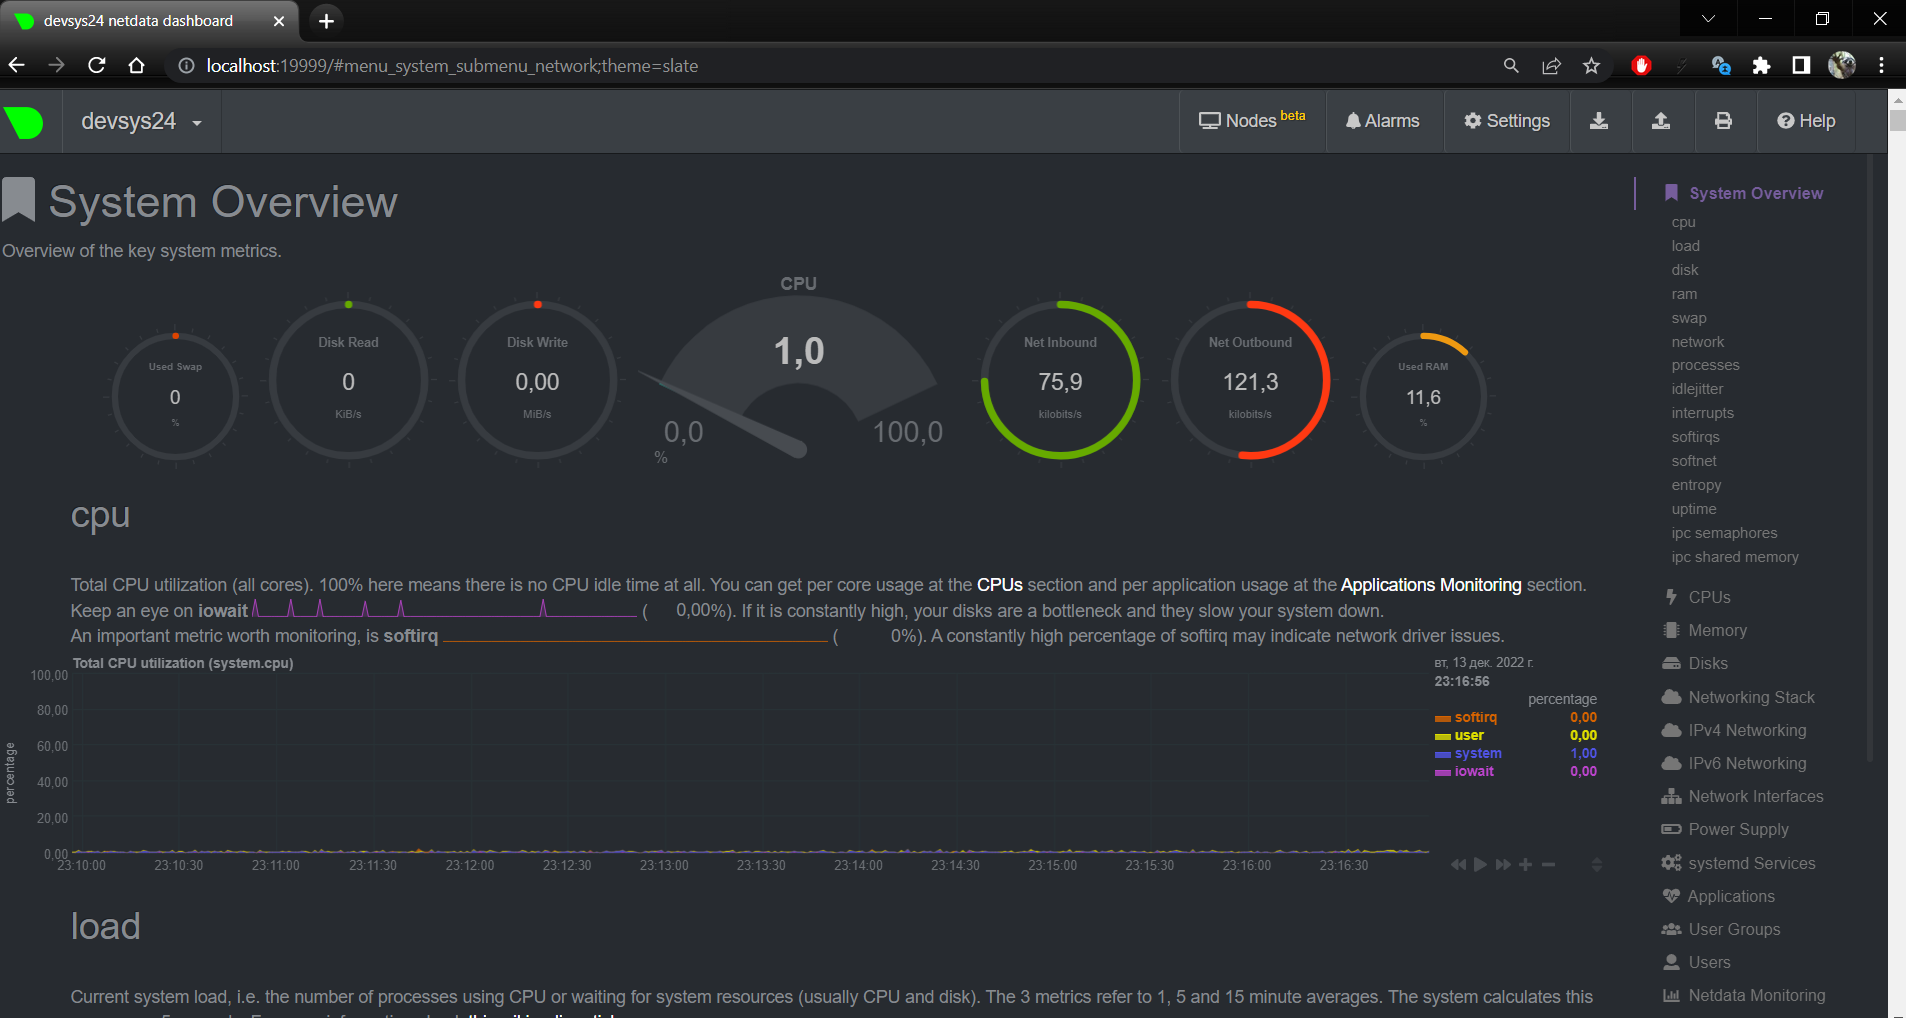 devsys24 netdata dashboard
localhost:19999/#menu_system_submenu_network;theme=slate
devsys24
Nodes beta
Alarms
Settings
Help
System Overview
Overview of the key system metrics.
Used Swap
0
%
Disk Read
0
KiB/s
Disk Write
0,00
MiB/s
CPU
1,0
0,0
100,0
%
Net Inbound
75,9
kilobits/s
Net Outbound
121,3
kilobits/s
Used RAM
11,6
%
cpu
Total CPU utilization (all cores). 100% here means there is no CPU idle time at all. You can get per core usage at the CPUs section and per application usage at the Applications Monitoring section.
Keep an eye on iowait ( 0,00%). If it is constantly high, your disks are a bottleneck and they slow your system down.
An important metric worth monitoring, is softirq ( 0%). A constantly high percentage of softirq may indicate network driver issues.
Total CPU utilization (system.cpu)
вт, 13 дек. 2022 г.
23:16:56
percentage
softirq 0,00
user 0,00
system 1,00
iowait 0,00
percentage
100,00
80,00
60,00
40,00
20,00
0,00
23:10:00 23:10:30 23:11:00 23:11:30 23:12:00 23:12:30 23:13:00 23:13:30 23:14:00 23:14:30 23:15:00 23:15:30 23:16:00 23:16:30
load
Current system load, i.e. the number of processes using CPU or waiting for system resources (usually CPU and disk). The 3 metrics refer to 1, 5 and 15 minute averages. The system calculates this
System Overview
cpu
load
disk
ram
swap
network
processes
idlejitter
interrupts
softirqs
softnet
entropy
uptime
ipc semaphores
ipc shared memory
CPUs
Memory
Disks
Networking Stack
IPv4 Networking
IPv6 Networking
Network Interfaces
Power Supply
systemd Services
Applications
User Groups
Users
Netdata Monitoring